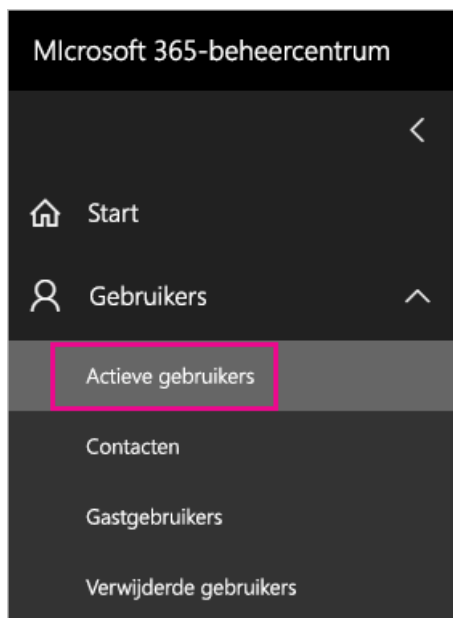 MIcrosoft 365-beheercentrum
Start
Gebruikers
Actieve gebruikers
Contacten
Gastgebruikers
Verwijderde gebruikers